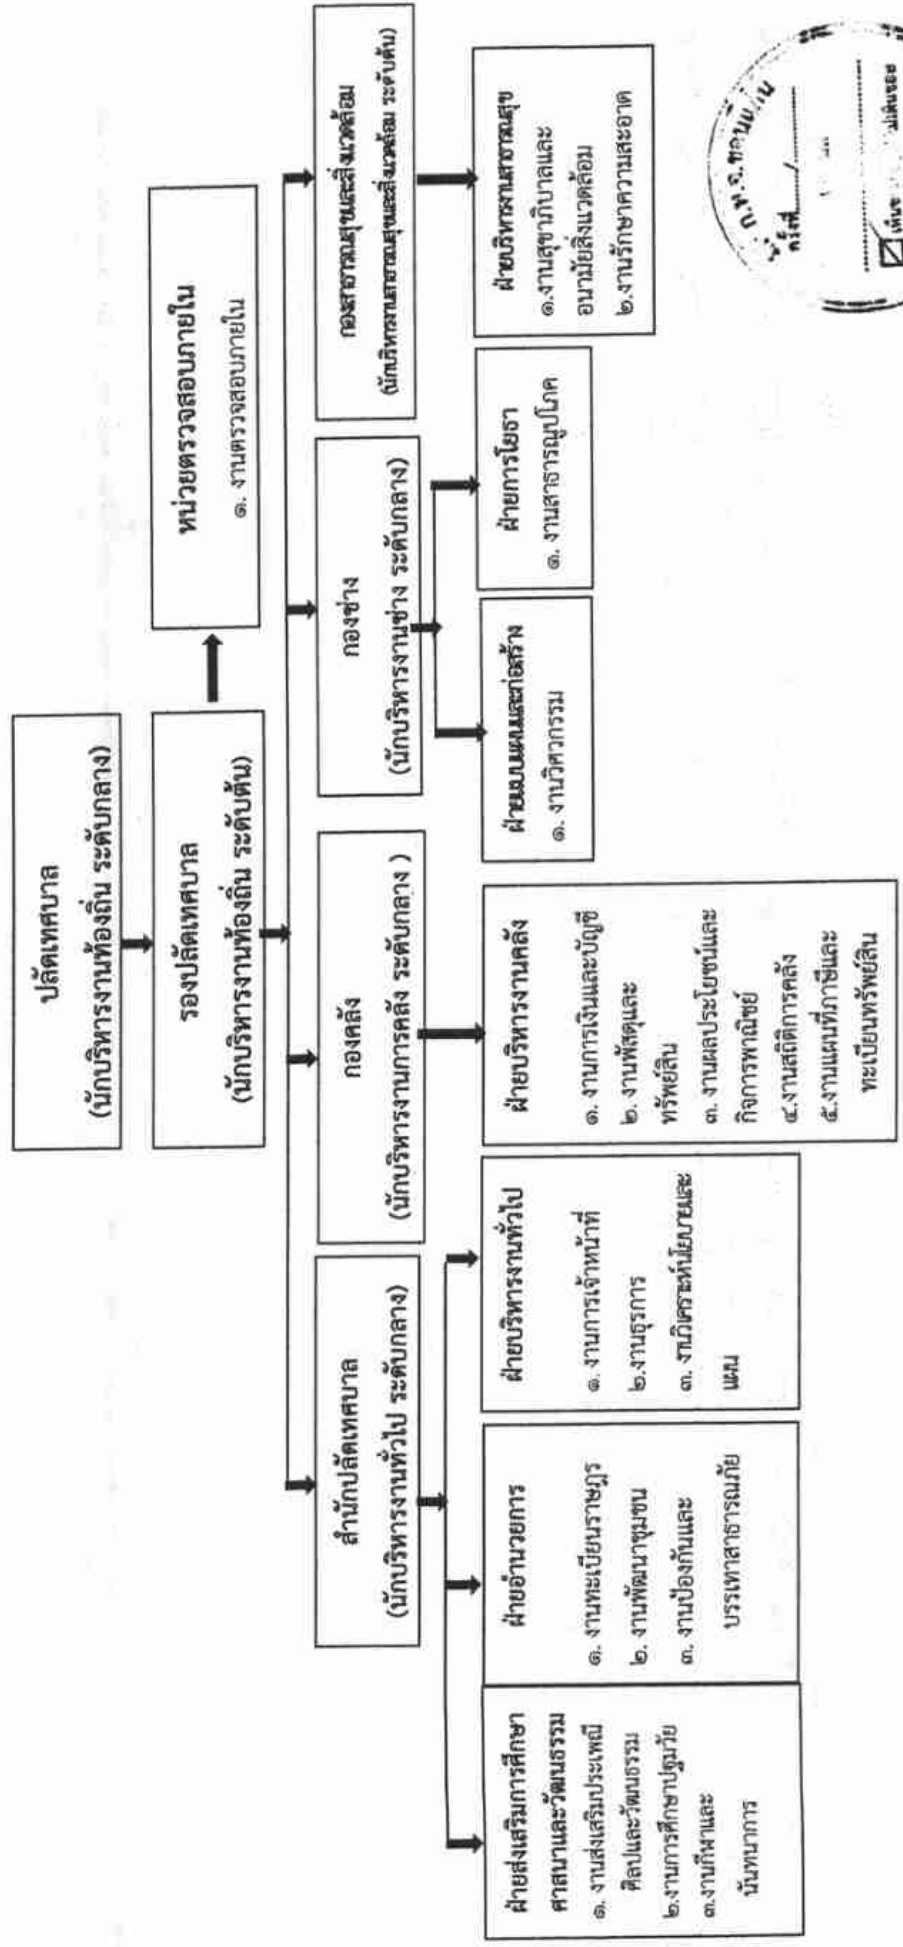 ปลัดเทศบาล
(นักบริหารงานท้องถิ่น ระดับกลาง)
รองปลัดเทศบาล
(นักบริหารงานท้องถิ่น ระดับต้น)
หน่วยตรวจสอบภายใน
๑. งานตรวจสอบภายใน
สำนักปลัดเทศบาล
(นักบริหารงานทั่วไป ระดับกลาง)
กองคลัง
(นักบริหารงานการคลัง ระดับกลาง )
กองช่าง
(นักบริหารงานช่าง ระดับกลาง)
กองสาธารณสุขและสิ่งแวดล้อม
(นักบริหารงานสาธารณสุขและสิ่งแวดล้อม ระดับต้น)
ฝ่ายส่งเสริมการศึกษา
ศาสนาและวัฒนธรรม
๑. งานส่งเสริมประเพณี
ศิลปและวัฒนธรรม
๒.งานการศึกษาปฐมวัย
๓.งานกีฬาและ
นันทนาการ
ฝ่ายอำนวยการ
๑. งานทะเบียนราษฎร
๒. งานพัฒนาชุมชน
๓. งานป้องกันและ
บรรเทาสาธารณภัย
ฝ่ายบริหารงานทั่วไป
๑. งานการเจ้าหน้าที่
๒.งานธุรการ
๓. งานวิเคราะห์นโยบายและ
แผน
ฝ่ายบริหารงานคลัง
๑. งานการเงินและบัญชี
๒. งานพัสดุและ
ทรัพย์สิน
๓. งานผลประโยชน์และ
กิจการพาณิชย์
๔.งานสถิติการคลัง
๕.งานแผนที่ภาษีและ
ทะเบียนทรัพย์สิน
ฝ่ายแบบแผนและก่อสร้าง
๑. งานวิศวกรรม
ฝ่ายการโยธา
๑. งานสาธารณูปโภค
ฝ่ายบริหารงานสาธารณสุข
๑.งานสุขาภิบาลและ
อนามัยสิ่งแวดล้อม
๒.งานรักษาความสะอาด
ก.ท.จ.ขอนแก่น
ครั้งที่ /